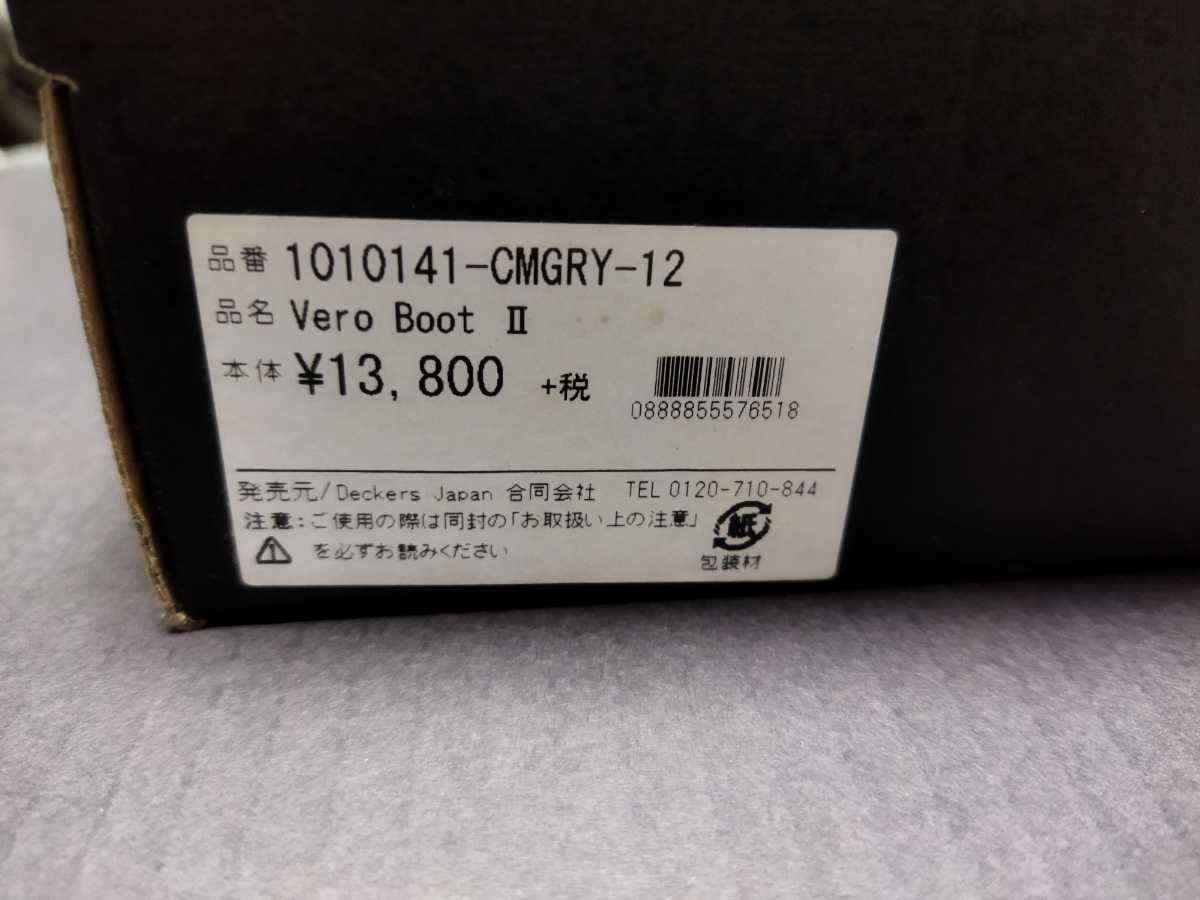 品番 1010141-CMGRY-12
品名 Vero Boot Ⅱ
本体 ¥13,800 +税
0888855576518
発売元/Deckers Japan 合同会社 TEL 0120-710-844
注意:ご使用の際は同封の「お取扱い上の注意」
を必ずお読みください
紙
包装材